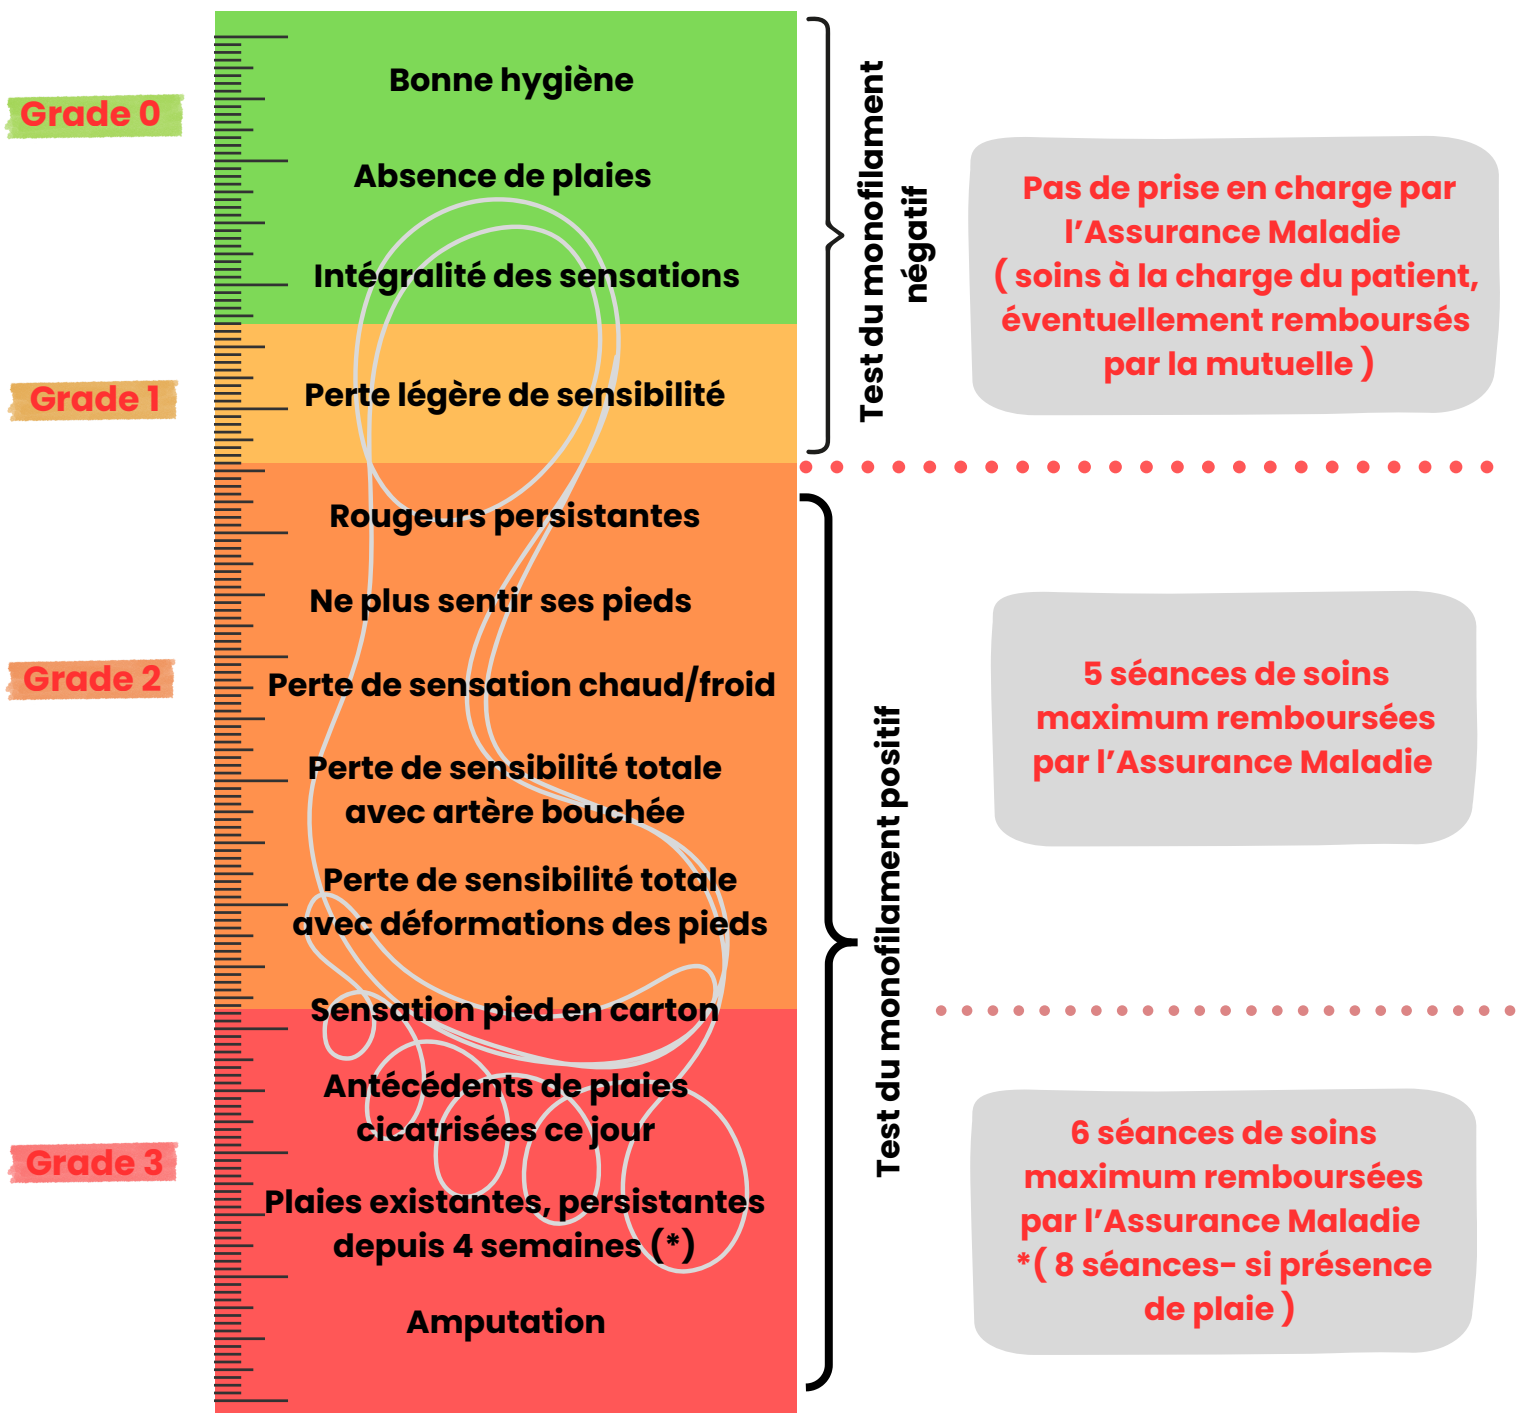 Grade 0
Bonne hygiène
Absence de plaies
Intégralité des sensations
Grade 1
Perte légère de sensibilité
Test du monofilament
négatif
Pas de prise en charge par
l’Assurance Maladie
( soins à la charge du patient,
éventuellement remboursés
par la mutuelle )
Grade 2
Rougeurs persistantes
Ne plus sentir ses pieds
Perte de sensation chaud/froid
Perte de sensibilité totale
avec artère bouchée
Perte de sensibilité totale
avec déformations des pieds
Sensation pied en carton
Test du monofilament positif
5 séances de soins
maximum remboursées
par l’Assurance Maladie
Grade 3
Antécédents de plaies
cicatrisées ce jour
Plaies existantes, persistantes
depuis 4 semaines (*)
Amputation
6 séances de soins
maximum remboursées
par l’Assurance Maladie
*( 8 séances- si présence
de plaie )